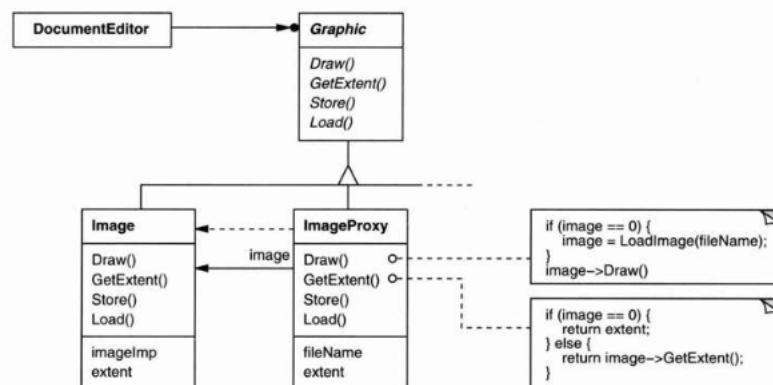 DocumentEditor
Graphic
Draw()
GetExtent()
Store()
Load()
Image
Draw()
GetExtent()
Store()
Load()
imageImp
extent
image
ImageProxy
Draw()
GetExtent()
Store()
Load()
fileName
extent
if (image == 0) {
image = LoadImage(fileName);
}
image->Draw()
if (image == 0) {
return extent;
} else {
return image->GetExtent();
}